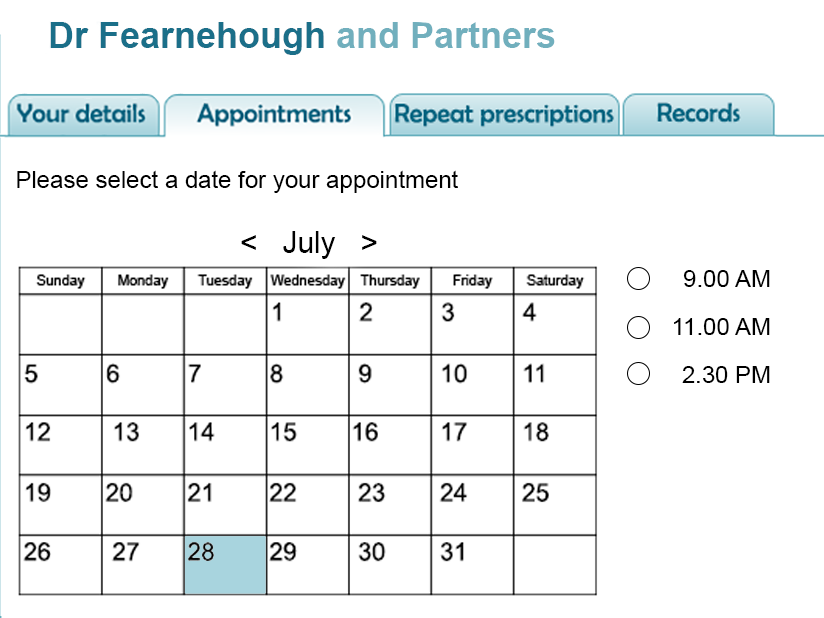 Dr Fearnehough and Partners
Your details Appointments Repeat prescriptions Records
Please select a date for your appointment
< July >
Sunday Monday Tuesday Wednesday Thursday Friday Saturday
1 2 3 4
5 6 7 8 9 10 11
12 13 14 15 16 17 18
19 20 21 22 23 24 25
26 27 28 29 30 31
9.00 AM
11.00 AM
2.30 PM